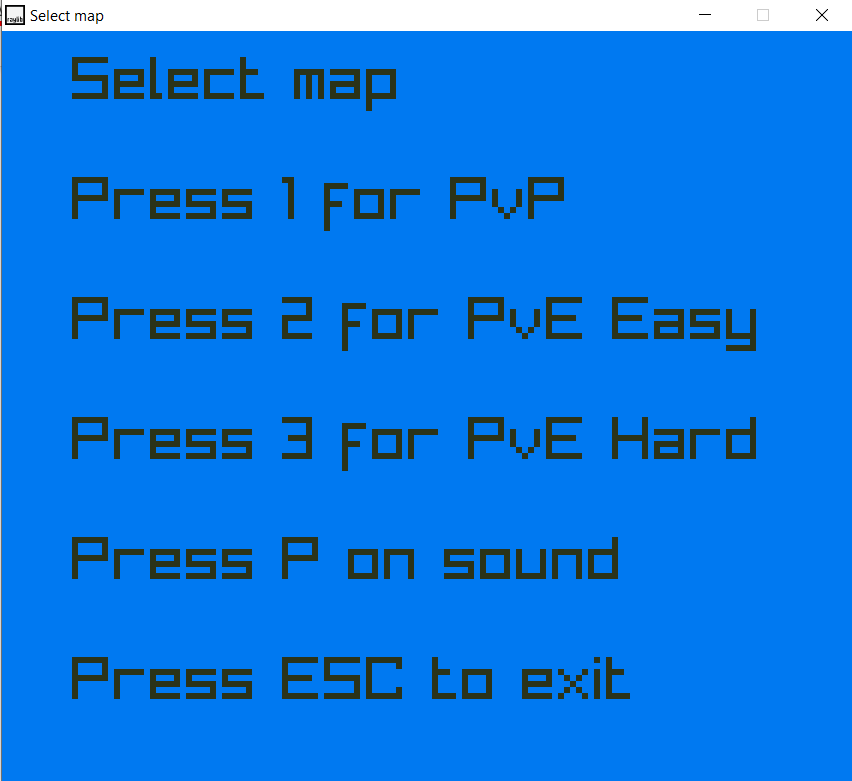 raylib
Select map
Select map
Press 1 for PvP
Press 2 for PvE Easy
Press 3 for PvE Hard
Press P on sound
Press ESC to exit